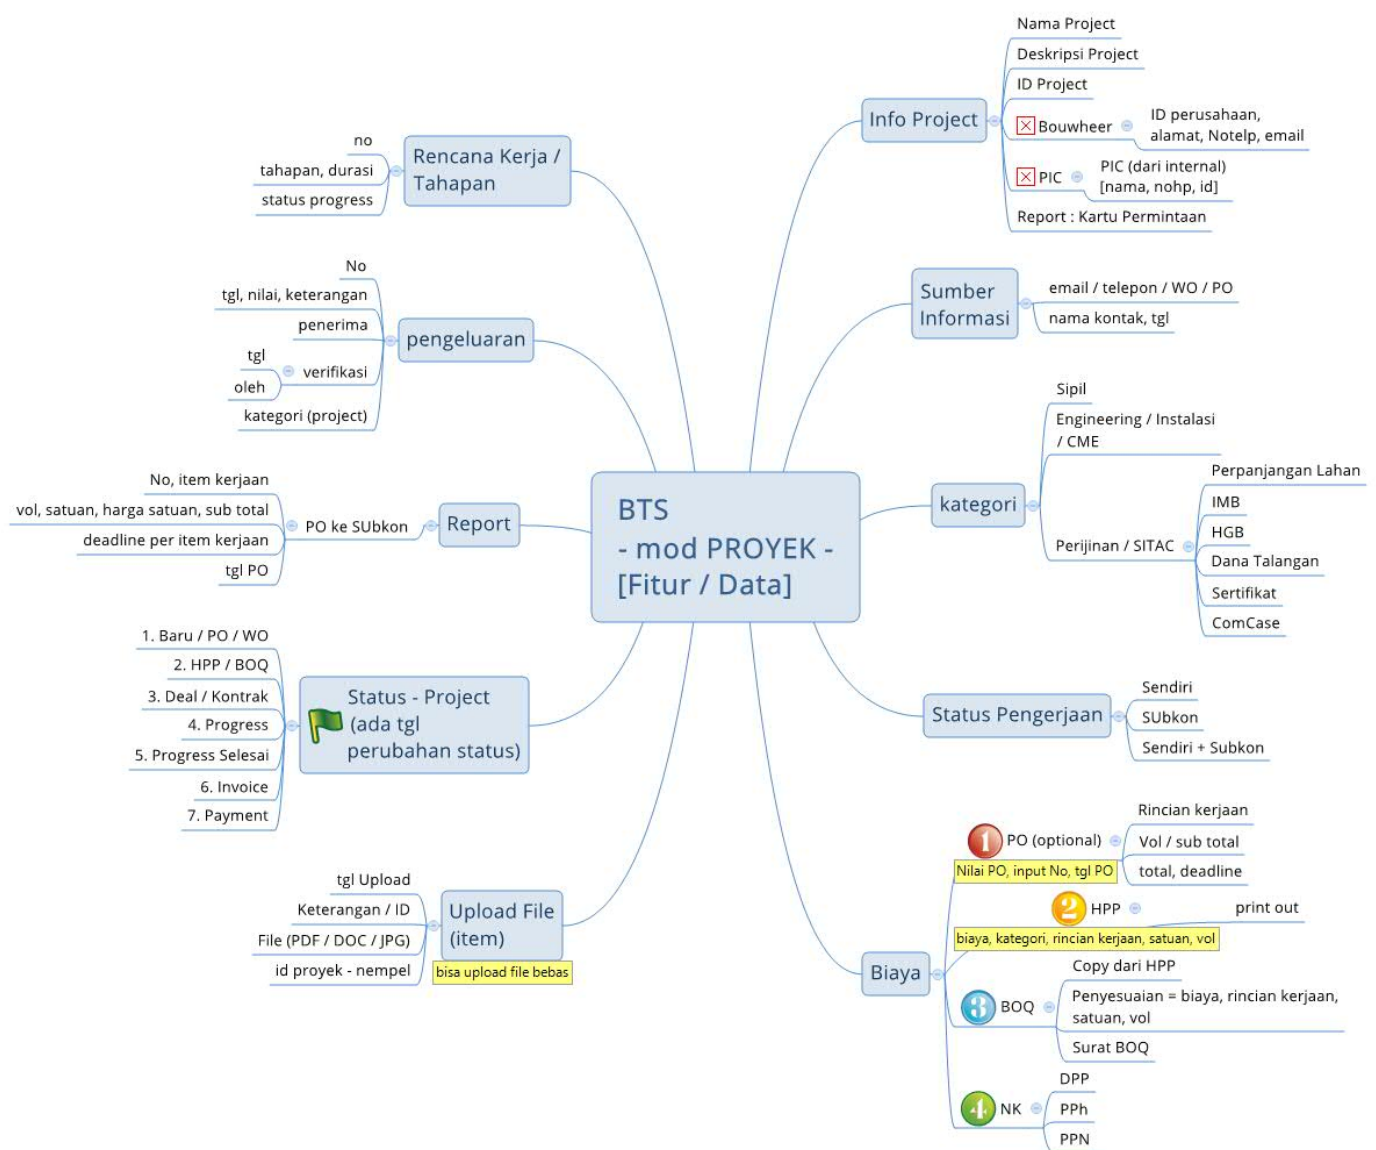 BTS
- mod PROYEK -
[Fitur / Data]
Info Project
Nama Project
Deskripsi Project
ID Project
Bouwheer
ID perusahaan,
alamat, Notelp, email
PIC
PIC (dari internal)
[nama, nohp, id]
Report : Kartu Permintaan
Sumber
Informasi
email / telepon / WO / PO
nama kontak, tgl
kategori
Sipil
Engineering / Instalasi
/ CME
Perijinan / SITAC
Perpanjangan Lahan
IMB
HGB
Dana Talangan
Sertifikat
ComCase
Status Pengerjaan
Sendiri
SUbkon
Sendiri + Subkon
Biaya
1 PO (optional)
Nilai PO, input No, tgl PO
Rincian kerjaan
Vol / sub total
total, deadline
2 HPP
biaya, kategori, rincian kerjaan, satuan, vol
print out
3 BOQ
Copy dari HPP
Penyesuaian = biaya, rincian kerjaan,
satuan, vol
Surat BOQ
4 NK
DPP
PPh
PPN
Rencana Kerja /
Tahapan
no
tahapan, durasi
status progress
pengeluaran
No
tgl, nilai, keterangan
penerima
verifikasi
tgl
oleh
kategori (project)
Report
PO ke SUbkon
No, item kerjaan
vol, satuan, harga satuan, sub total
deadline per item kerjaan
tgl PO
Status - Project
(ada tgl
perubahan status)
1. Baru / PO / WO
2. HPP / BOQ
3. Deal / Kontrak
4. Progress
5. Progress Selesai
6. Invoice
7. Payment
Upload File
(item)
bisa upload file bebas
tgl Upload
Keterangan / ID
File (PDF / DOC / JPG)
id proyek - nempel